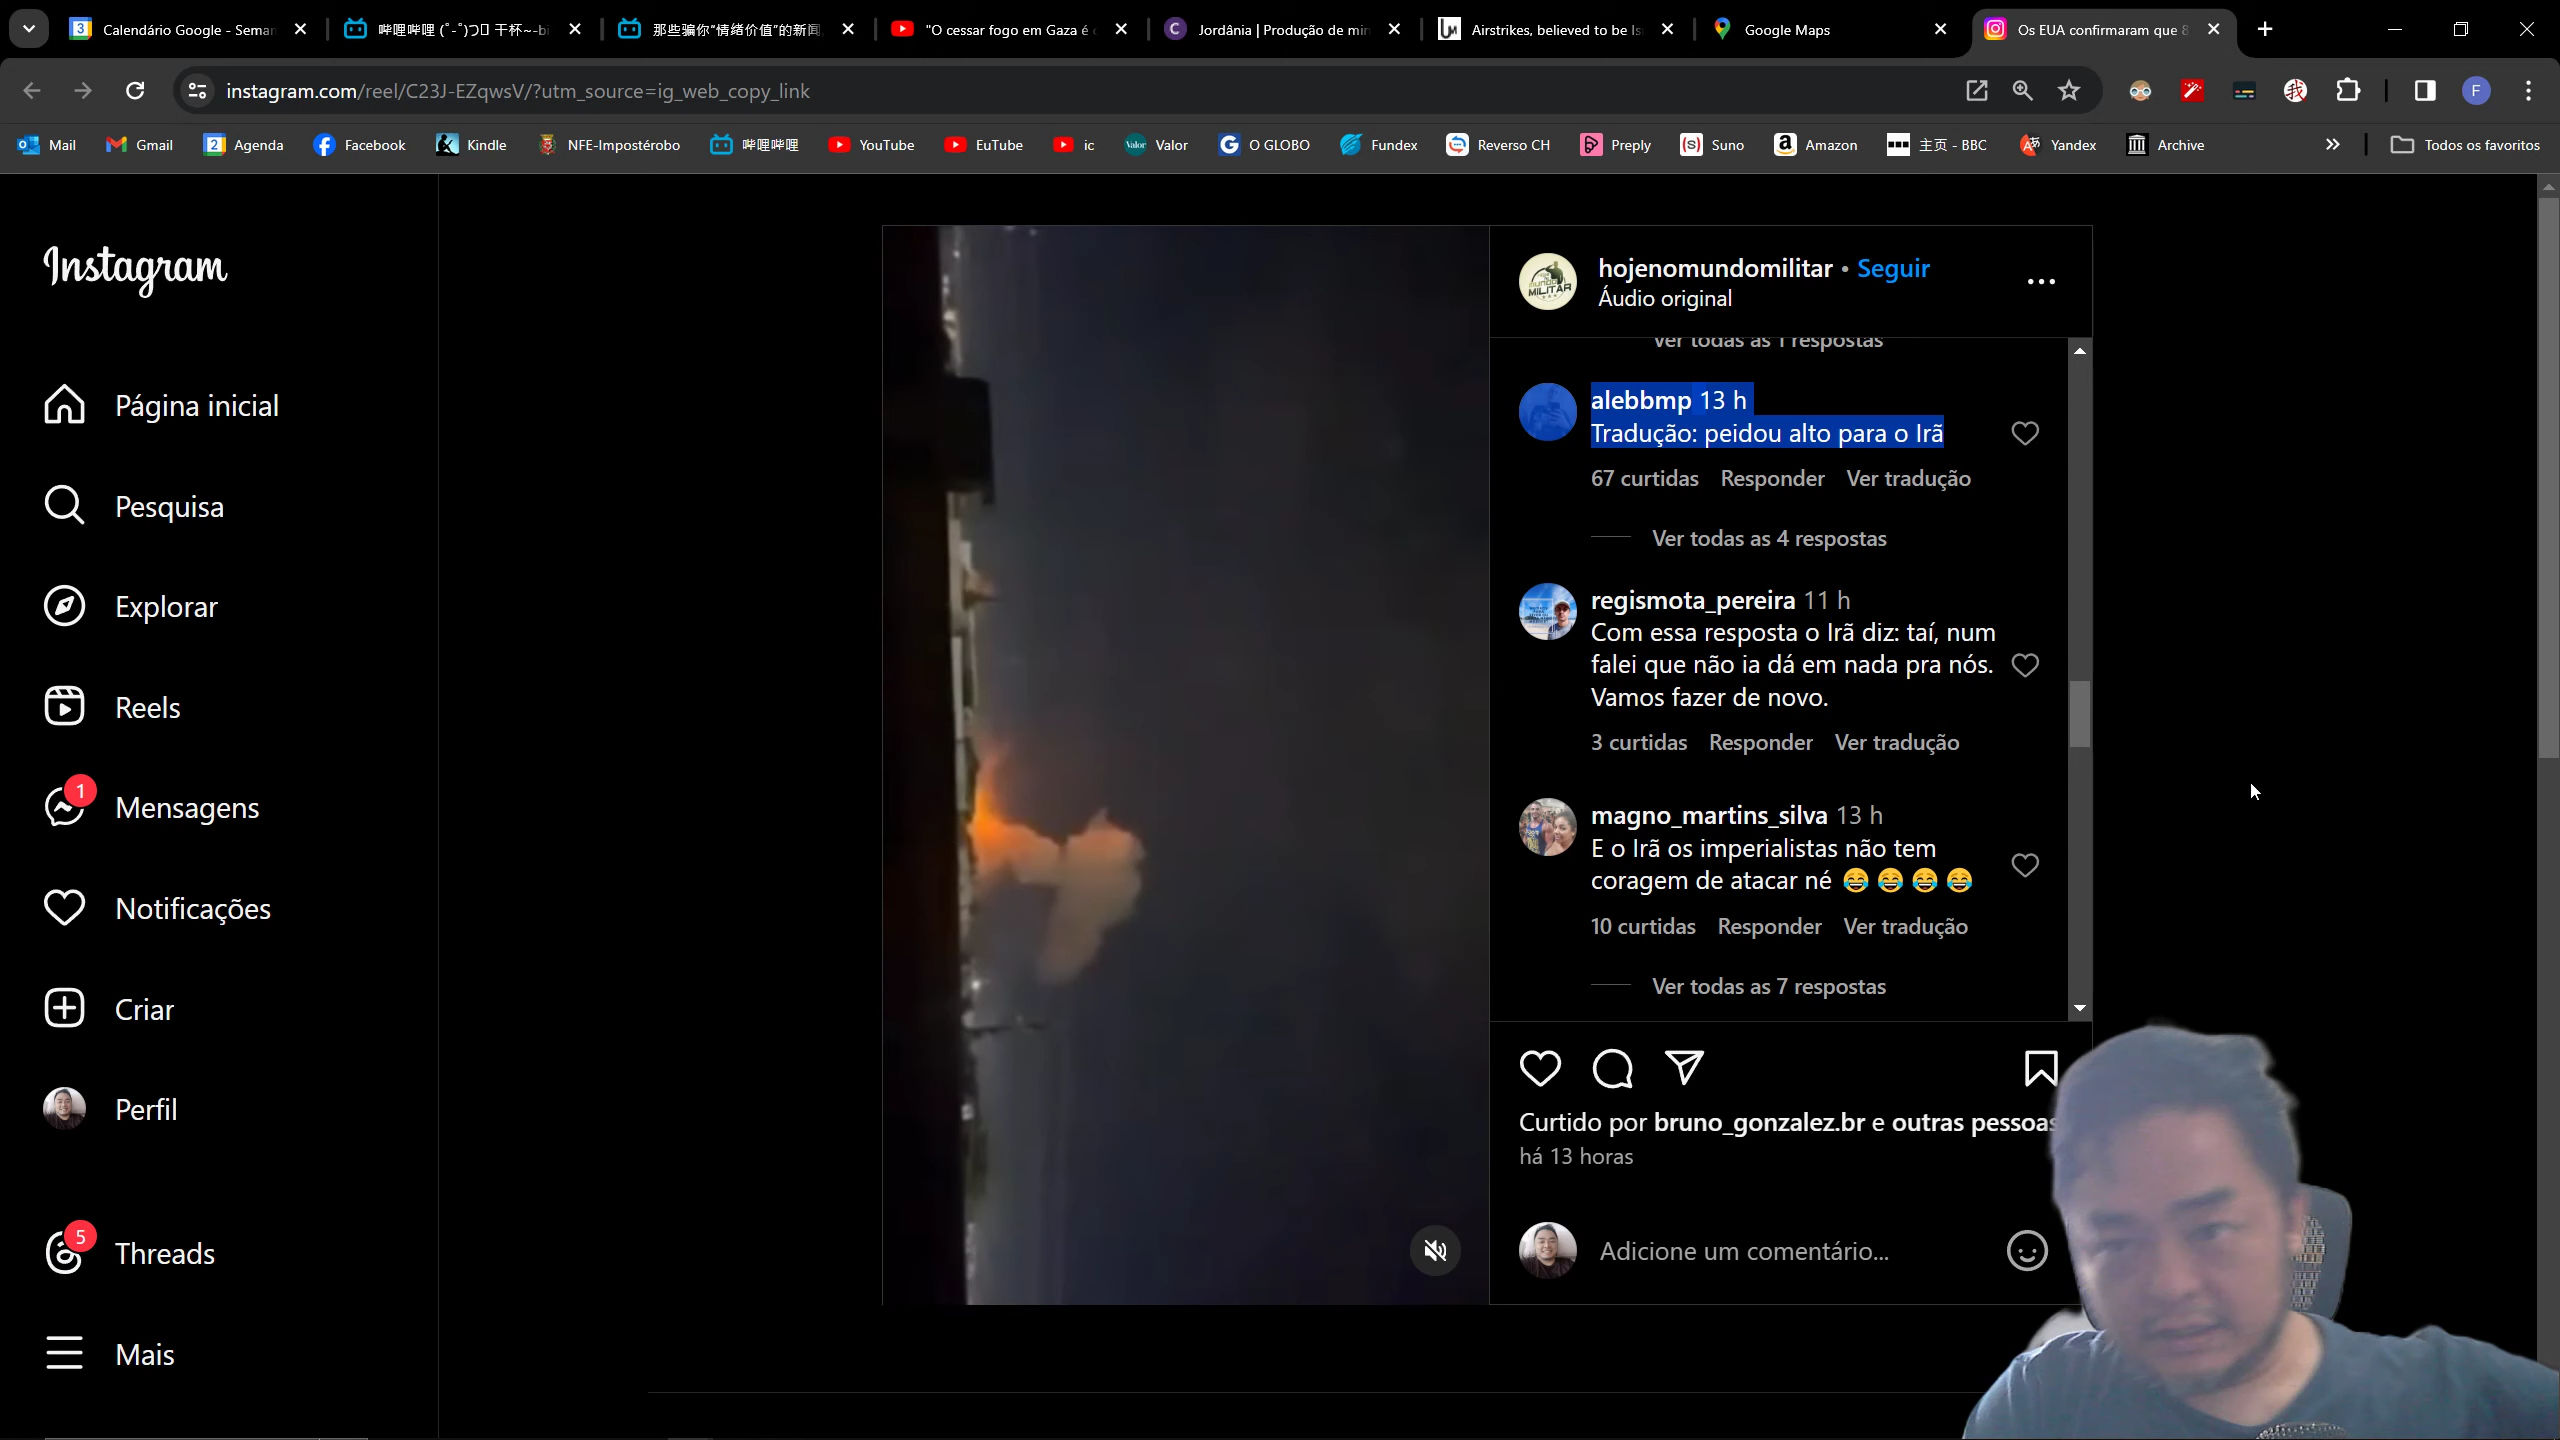 Calendário Google - Seman
哔哩哔哩 (゜-゜)つロ 干杯~-bi
那些骗你“情绪价值”的新闻
"O cessar fogo em Gaza é c
Jordânia | Produção de min
Airstrikes, believed to be Is
Google Maps
Os EUA confirmaram que 8
instagram.com/reel/C23J-EZqwsV/?utm_source=ig_web_copy_link
Mail
Gmail
Agenda
Facebook
Kindle
NFE-Impostérobo
哔哩哔哩
YouTube
EuTube
ic
Valor
O GLOBO
Fundex
Reverso CH
Preply
Suno
Amazon
主页 - BBC
Yandex
Archive
Todos os favoritos
Instagram
Página inicial
Pesquisa
Explorar
Reels
1
Mensagens
Notificações
Criar
Perfil
5
Threads
Mais
hojenomundomilitar • Seguir
Áudio original
Ver todas as 1 respostas
alebbmp 13 h
Tradução: peidou alto para o Irã
67 curtidas Responder Ver tradução
Ver todas as 4 respostas
regismota_pereira 11 h
Com essa resposta o Irã diz: taí, num
falei que não ia dá em nada pra nós.
Vamos fazer de novo.
3 curtidas Responder Ver tradução
magno_martins_silva 13 h
E o Irã os imperialistas não tem
coragem de atacar né 😂 😂 😂 😂
10 curtidas Responder Ver tradução
Ver todas as 7 respostas
Curtido por bruno_gonzalez.br e outras pessoas
há 13 horas
Adicione um comentário...